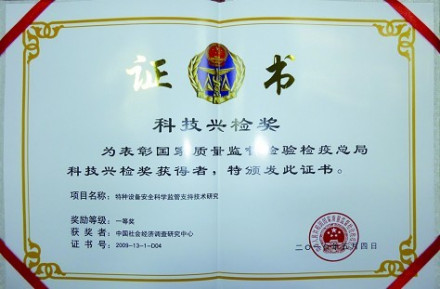 证 书
科技兴检奖
为表彰国家质量监督检验检疫总局
科技兴检奖获得者，特颁发此证书。
项目名称：特种设备安全科学监管支持技术研究
奖励等级：一等奖
获 奖 者：中国社会经济调查研究中心
证 书 号：2009-13-1-D04
月四日